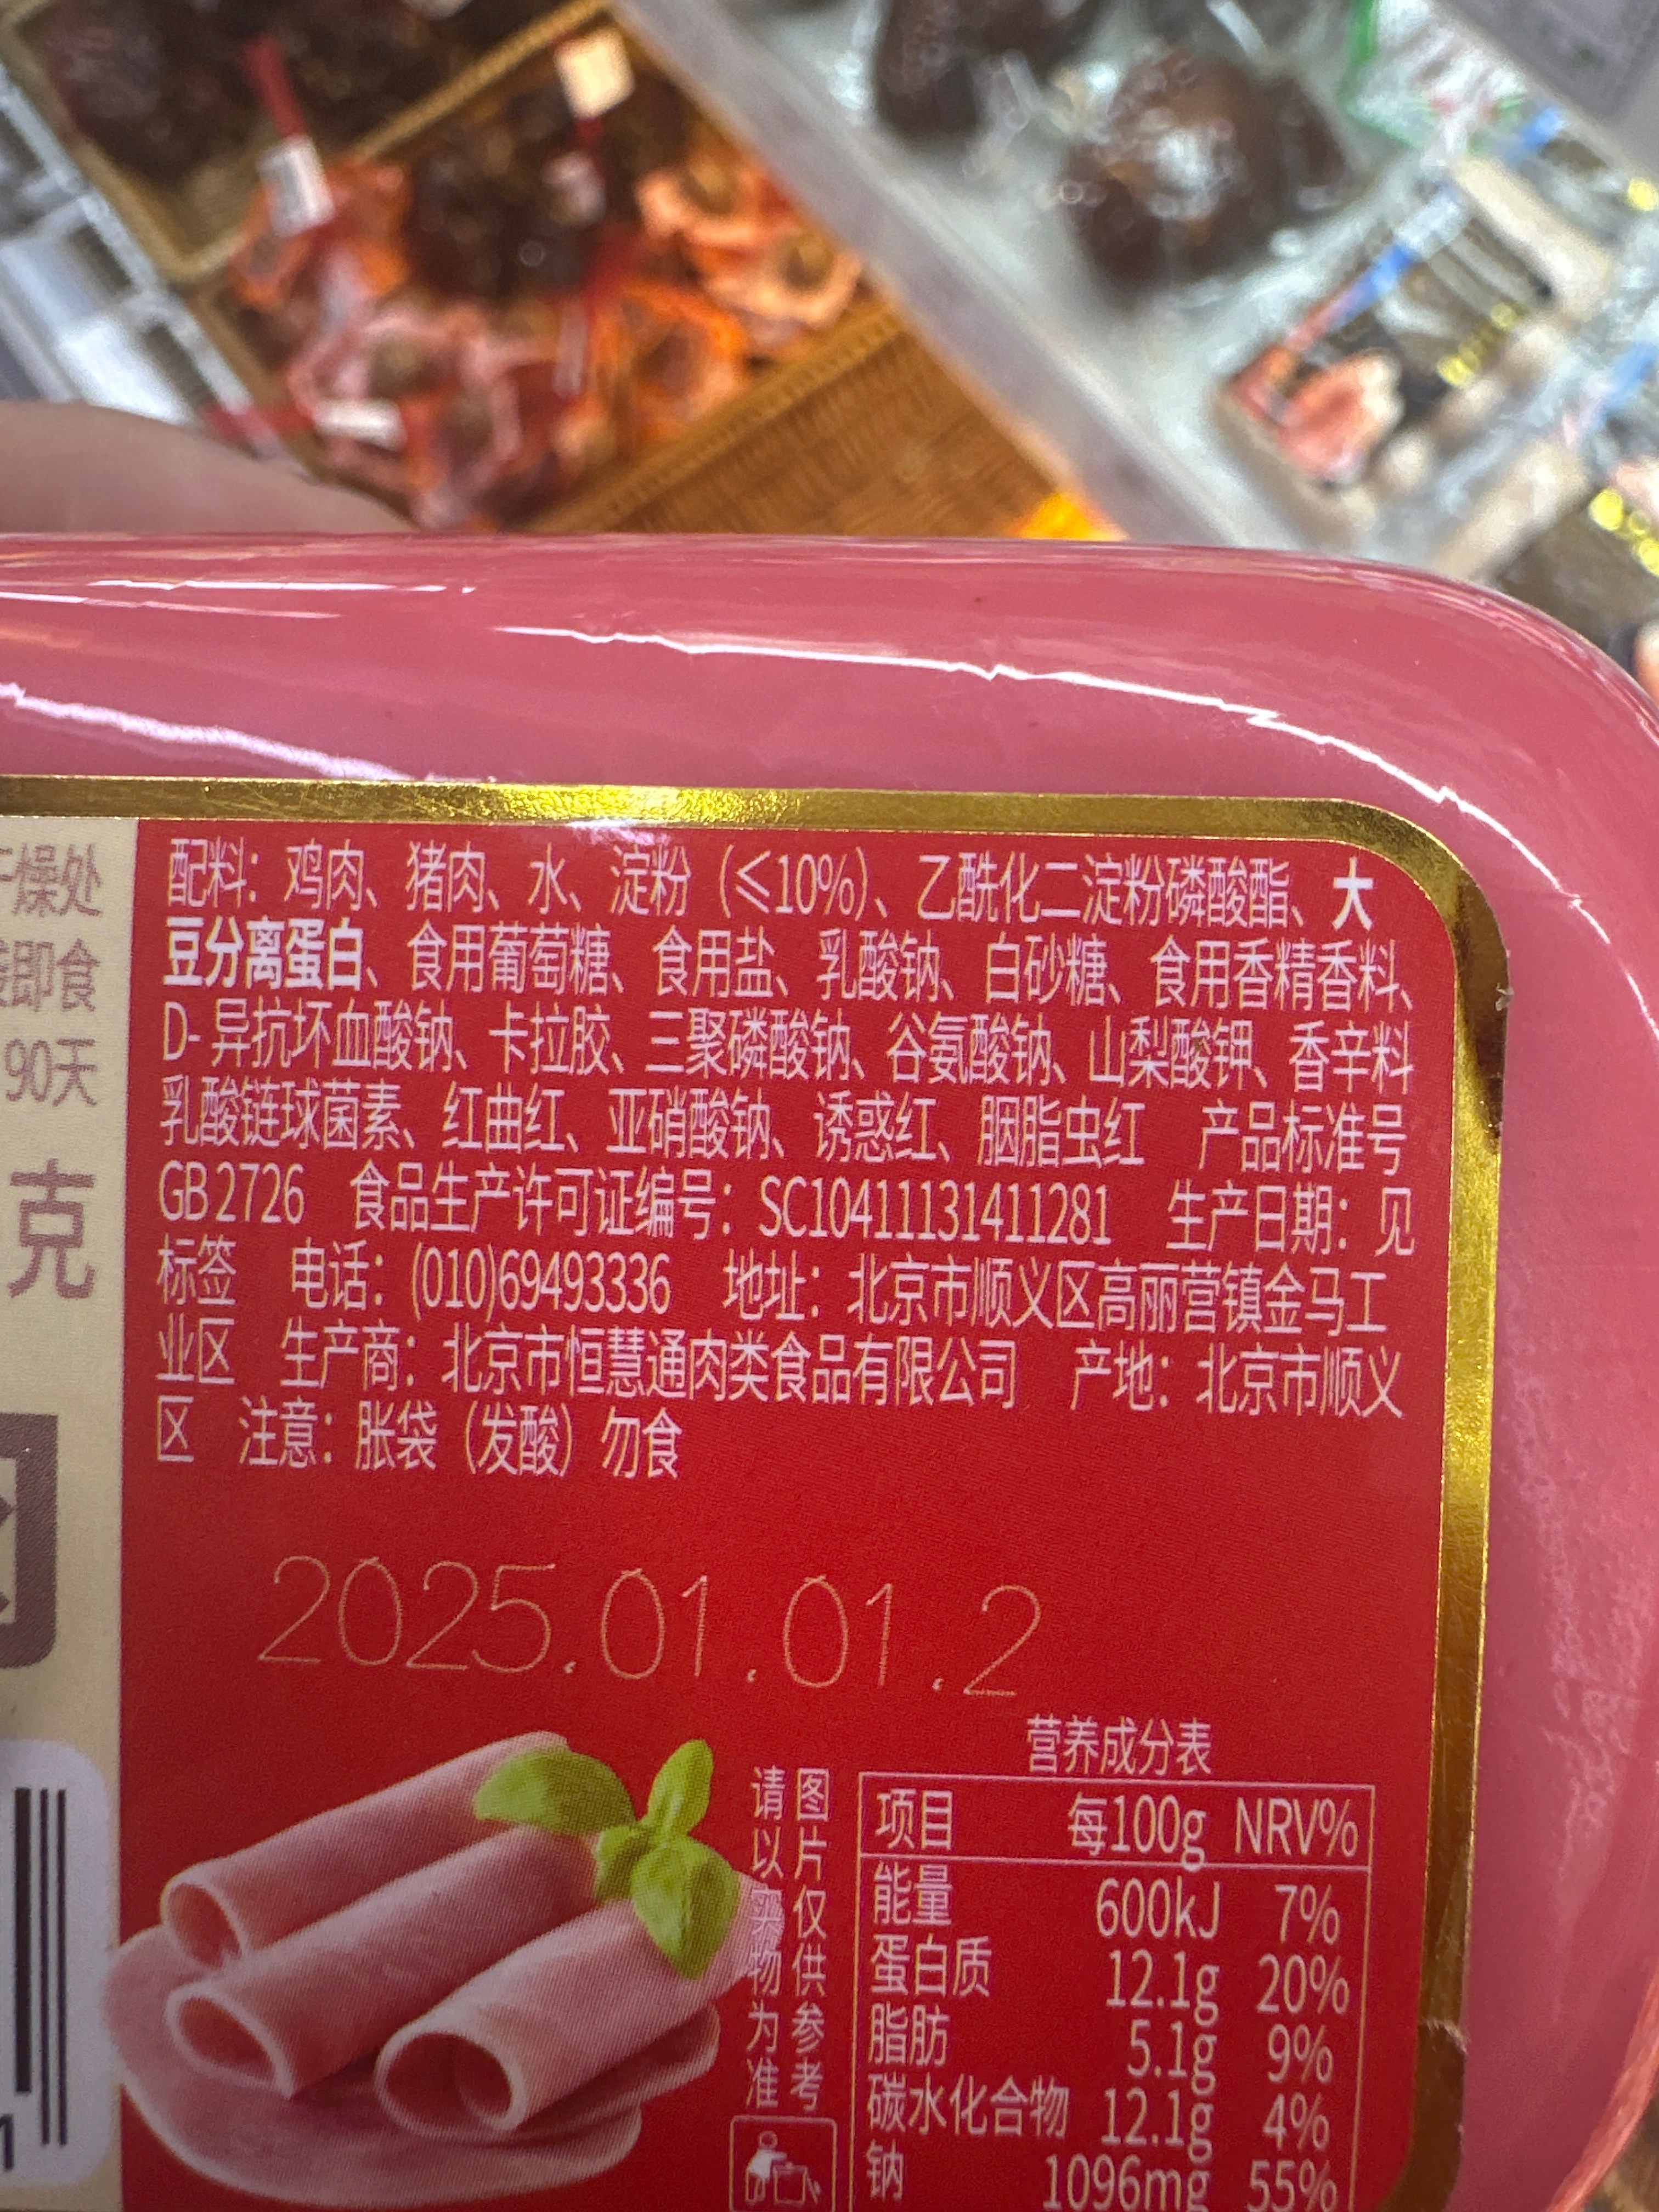 干燥处
即食
90天
克
配料：鸡肉、猪肉、水、淀粉（≤10%）、乙酰化二淀粉磷酸酯、大
豆分离蛋白、食用葡萄糖、食用盐、乳酸钠、白砂糖、食用香精香料、
D-异抗坏血酸钠、卡拉胶、三聚磷酸钠、谷氨酸钠、山梨酸钾、香辛料
乳酸链球菌素、红曲红、亚硝酸钠、诱惑红、胭脂虫红 产品标准号
GB2726 食品生产许可证编号：SC10411131411281 生产日期：见
标签 电话：(010)69493336 地址：北京市顺义区高丽营镇金马工
业区 生产商：北京市恒慧通肉类食品有限公司 产地：北京市顺义
区 注意：胀袋（发酸）勿食
2025.01.01.2
图片仅供参考
请以实物为准
营养成分表
项目 每100g NRV%
能量 600kJ 7%
蛋白质 12.1g 20%
脂肪 5.1g 9%
碳水化合物 12.1g 4%
钠 1096mg 55%